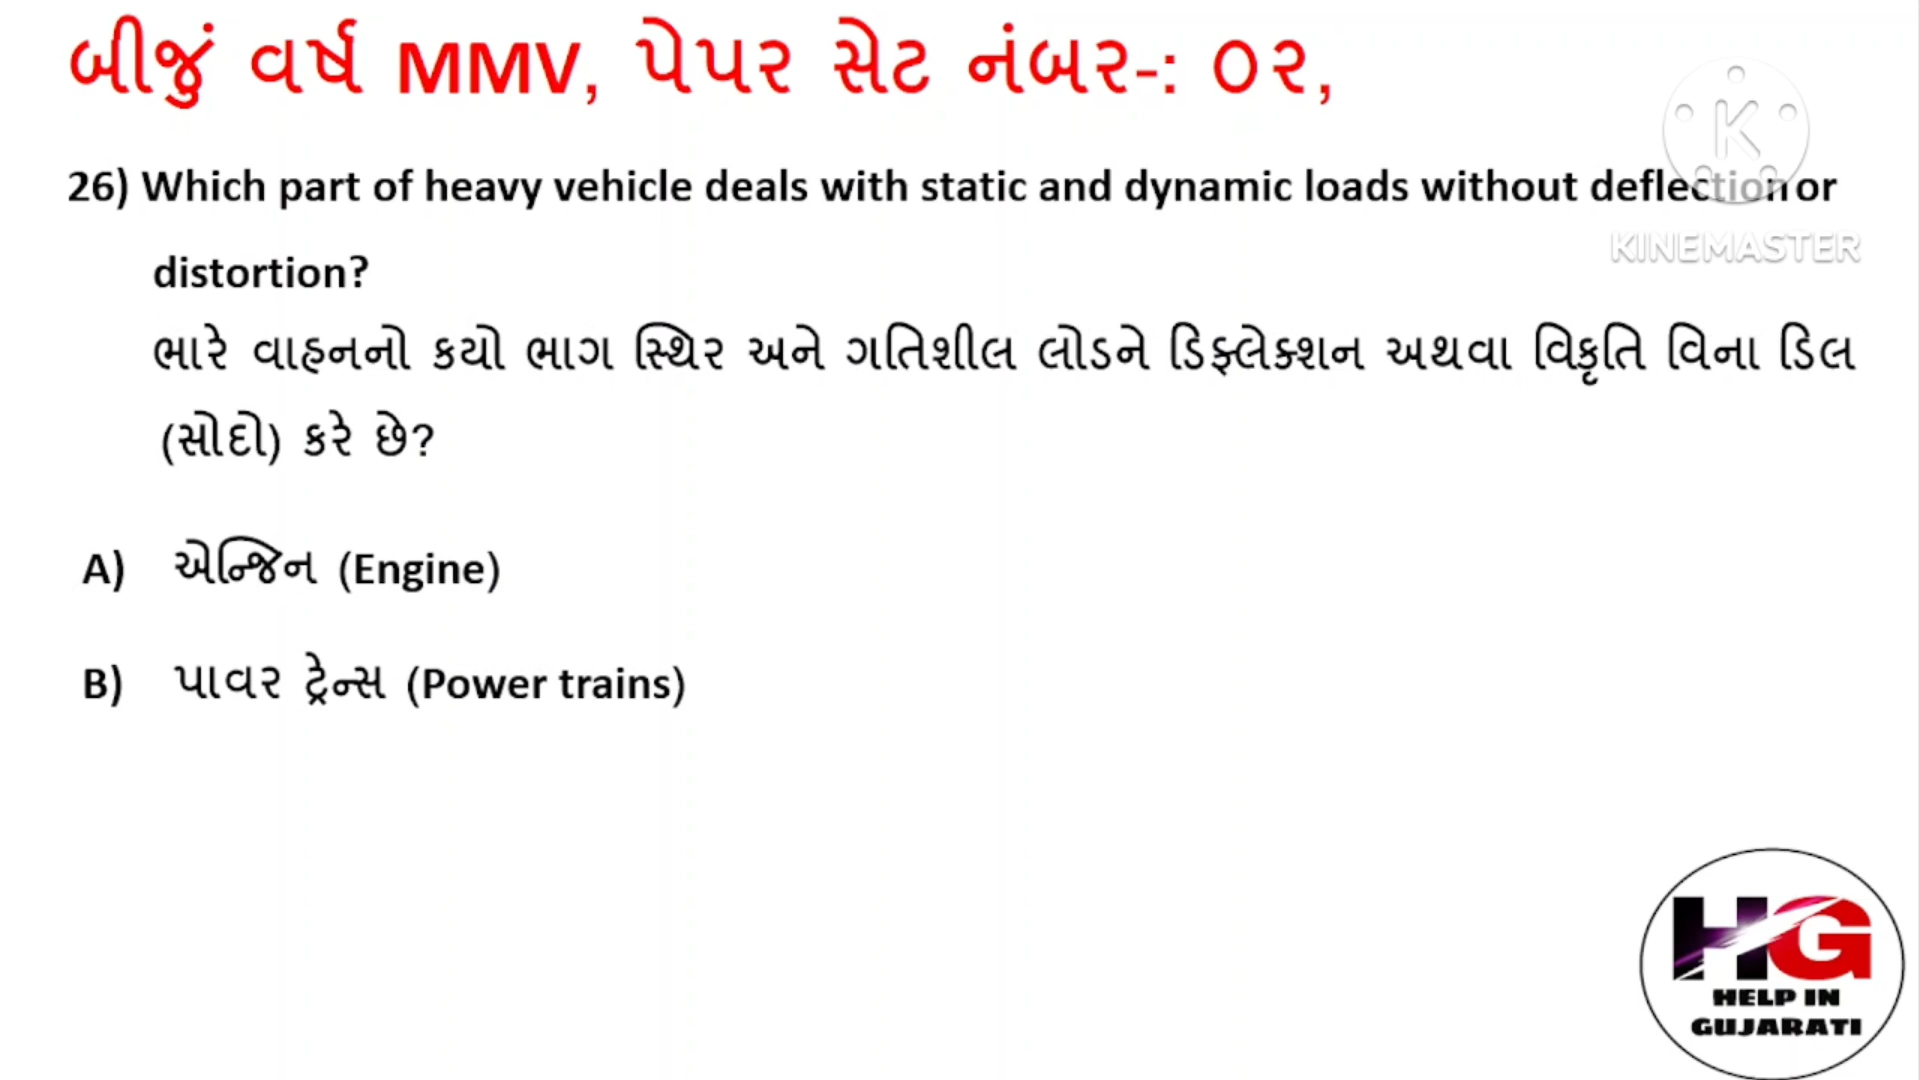 બીજું વર્ષ MMV, પેપર સેટ નંબર-: ૦૨,
K
26) Which part of heavy vehicle deals with static and dynamic loads without deflection or
KINEMASTER
distortion?
ભારે વાહનનો કયો ભાગ સ્થિર અને ગતિશીલ લોડને ડિફ્લેક્શન અથવા વિકૃતિ વિના ડિલ
(સોદો) કરે છે?
A) એન્જિન (Engine)
B) પાવર ટ્રેન્સ (Power trains)
HG
HELP IN
GUJARATI